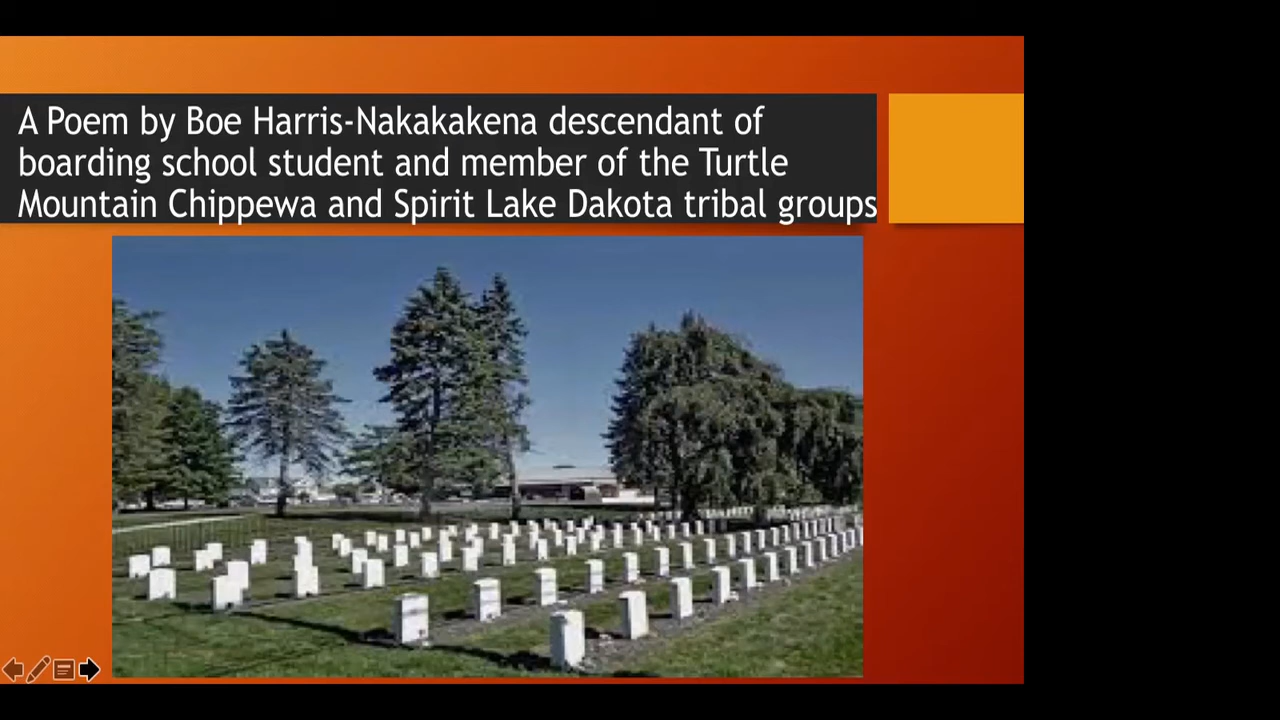 A Poem by Boe Harris-Nakakakena descendant of
boarding school student and member of the Turtle
Mountain Chippewa and Spirit Lake Dakota tribal groups